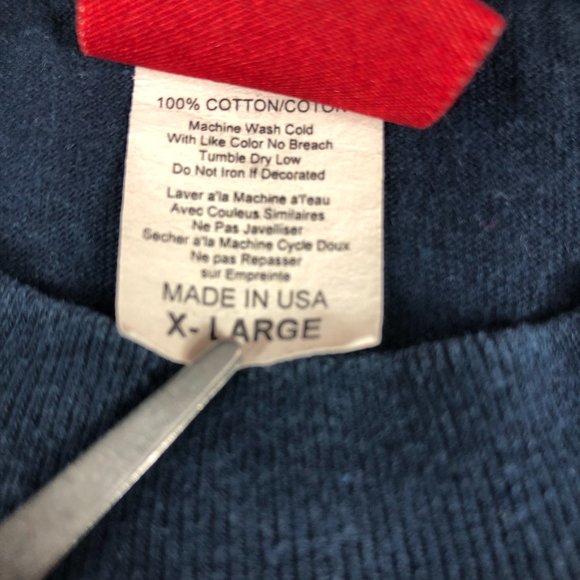 100% COTTON/COTON
Machine Wash Cold
With Like Color No Breach
Tumble Dry Low
Do Not Iron If Decorated
Laver a'la Machine a'l'eau
Avec Couleus Similaires
Ne Pas Javelliser
Secher a'la Machine Cycle Doux
Ne pas Repasser
sur Empreinte
MADE IN USA
X-LARGE